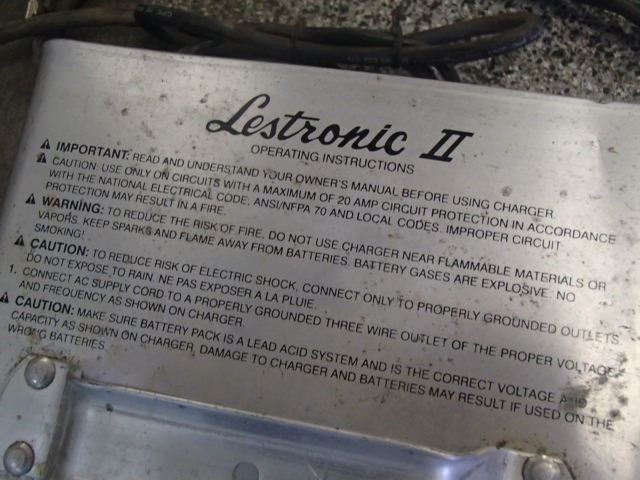 Lestronic II
OPERATING INSTRUCTIONS
IMPORTANT: READ AND UNDERSTAND YOUR OWNER'S MANUAL BEFORE USING CHARGER.
CAUTION: USE ONLY ON CIRCUITS WITH A MAXIMUM OF 20 AMP CIRCUIT PROTECTION IN ACCORDANCE
WITH THE NATIONAL ELECTRICAL CODE, ANSI/NFPA 70 AND LOCAL CODES. IMPROPER CIRCUIT
PROTECTION MAY RESULT IN A FIRE.
WARNING: TO REDUCE THE RISK OF FIRE, DO NOT USE CHARGER NEAR FLAMMABLE MATERIALS OR
VAPORS. KEEP SPARKS AND FLAME AWAY FROM BATTERIES. BATTERY GASES ARE EXPLOSIVE. NO
SMOKING!
CAUTION: TO REDUCE RISK OF ELECTRIC SHOCK, CONNECT ONLY TO PROPERLY GROUNDED OUTLETS.
DO NOT EXPOSE TO RAIN. NE PAS EXPOSER A LA PLUIE.
1. CONNECT AC SUPPLY CORD TO A PROPERLY GROUNDED THREE WIRE OUTLET OF THE PROPER VOLTAGE
AND FREQUENCY AS SHOWN ON CHARGER.
CAUTION: MAKE SURE BATTERY PACK IS A LEAD ACID SYSTEM AND IS THE CORRECT VOLTAGE
CAPACITY AS SHOWN ON CHARGER, DAMAGE TO CHARGER AND BATTERIES MAY RESULT IF USED ON THE
WRONG BATTERIES.